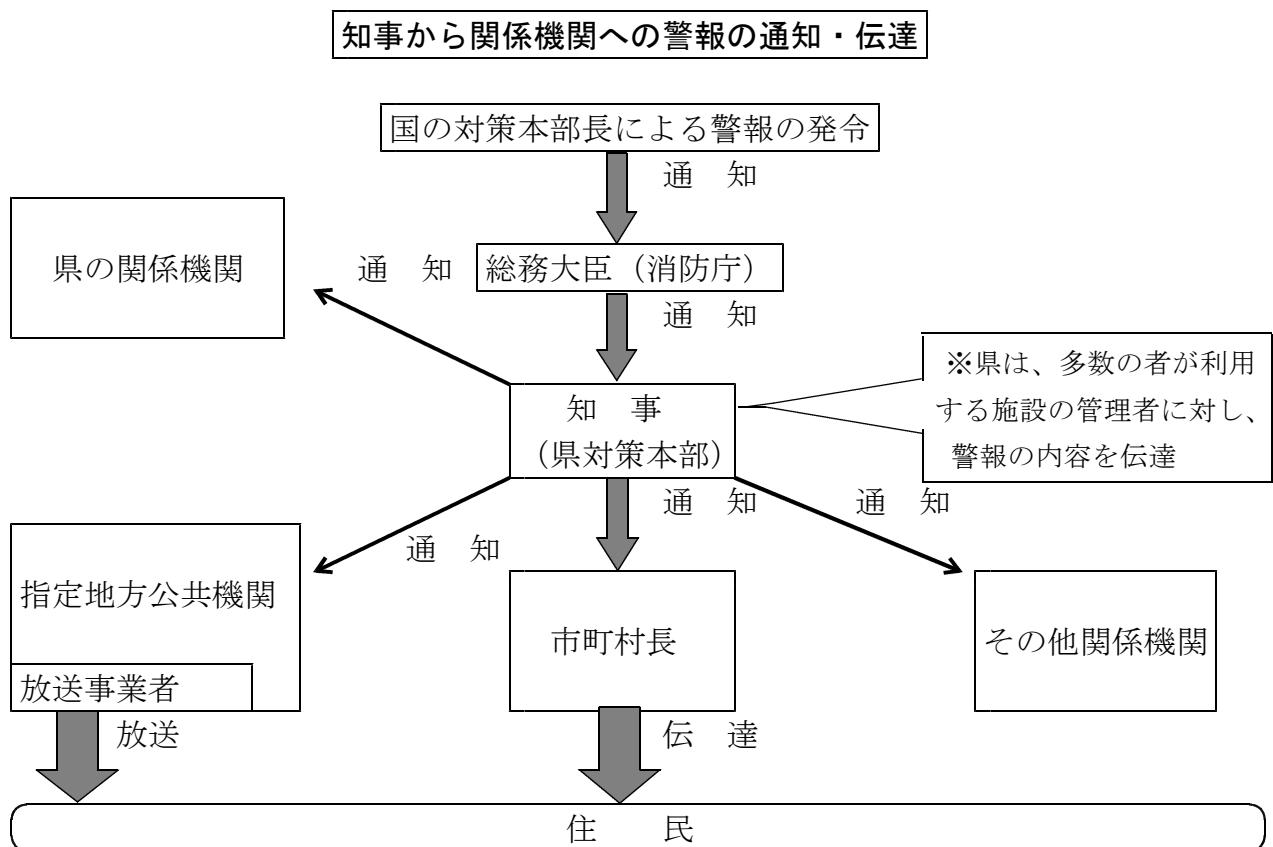 知事から関係機関への警報の通知・伝達
国の対策本部長による警報の発令
通　知
県の関係機関
通　知
総務大臣（消防庁）
通　知
※県は、多数の者が利用
する施設の管理者に対し、
警報の内容を伝達
知　事
（県対策本部）
通　知
通　知
通　知
指定地方公共機関
放送事業者
市町村長
その他関係機関
放送
伝　達
住　　民